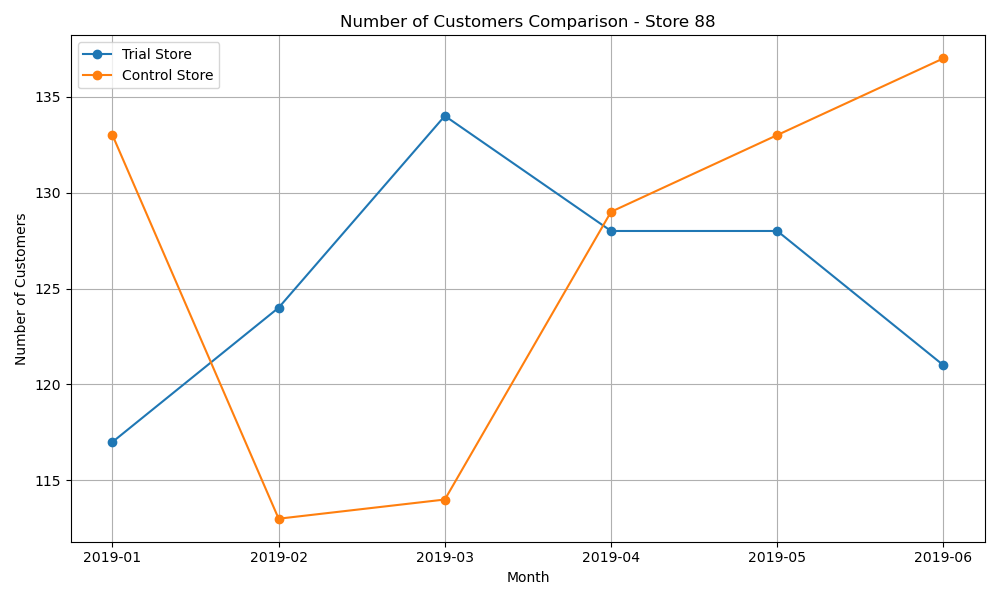 Number of Customers Comparison - Store 88
Trial Store
Control Store
Number of Customers
135
130
125
120
115
2019-01 2019-02 2019-03 2019-04 2019-05 2019-06
Month